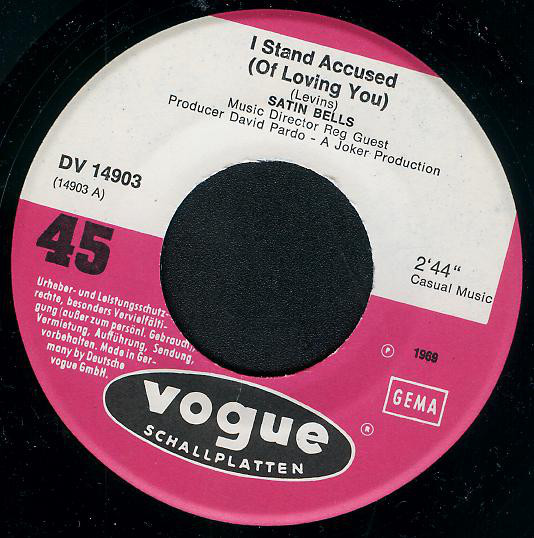 I Stand Accused
(Of Loving You)
(Levins)
SATIN BELLS
Music Director Reg Guest
Producer David Pardo - A Joker Production
DV 14903
(14903 A)
45
2'44"
Casual Music
Urheber- und Leistungsschutz-
rechte, besonders Vervielfälti-
gung (außer zum persönl. Gebrauch),
Vermietung, Aufführung, Sendung,
vorbehalten. Made in Ger-
many by Deutsche
vogue GmbH.
℗ 1969
GEMA
vogue ®
SCHALLPLATTEN